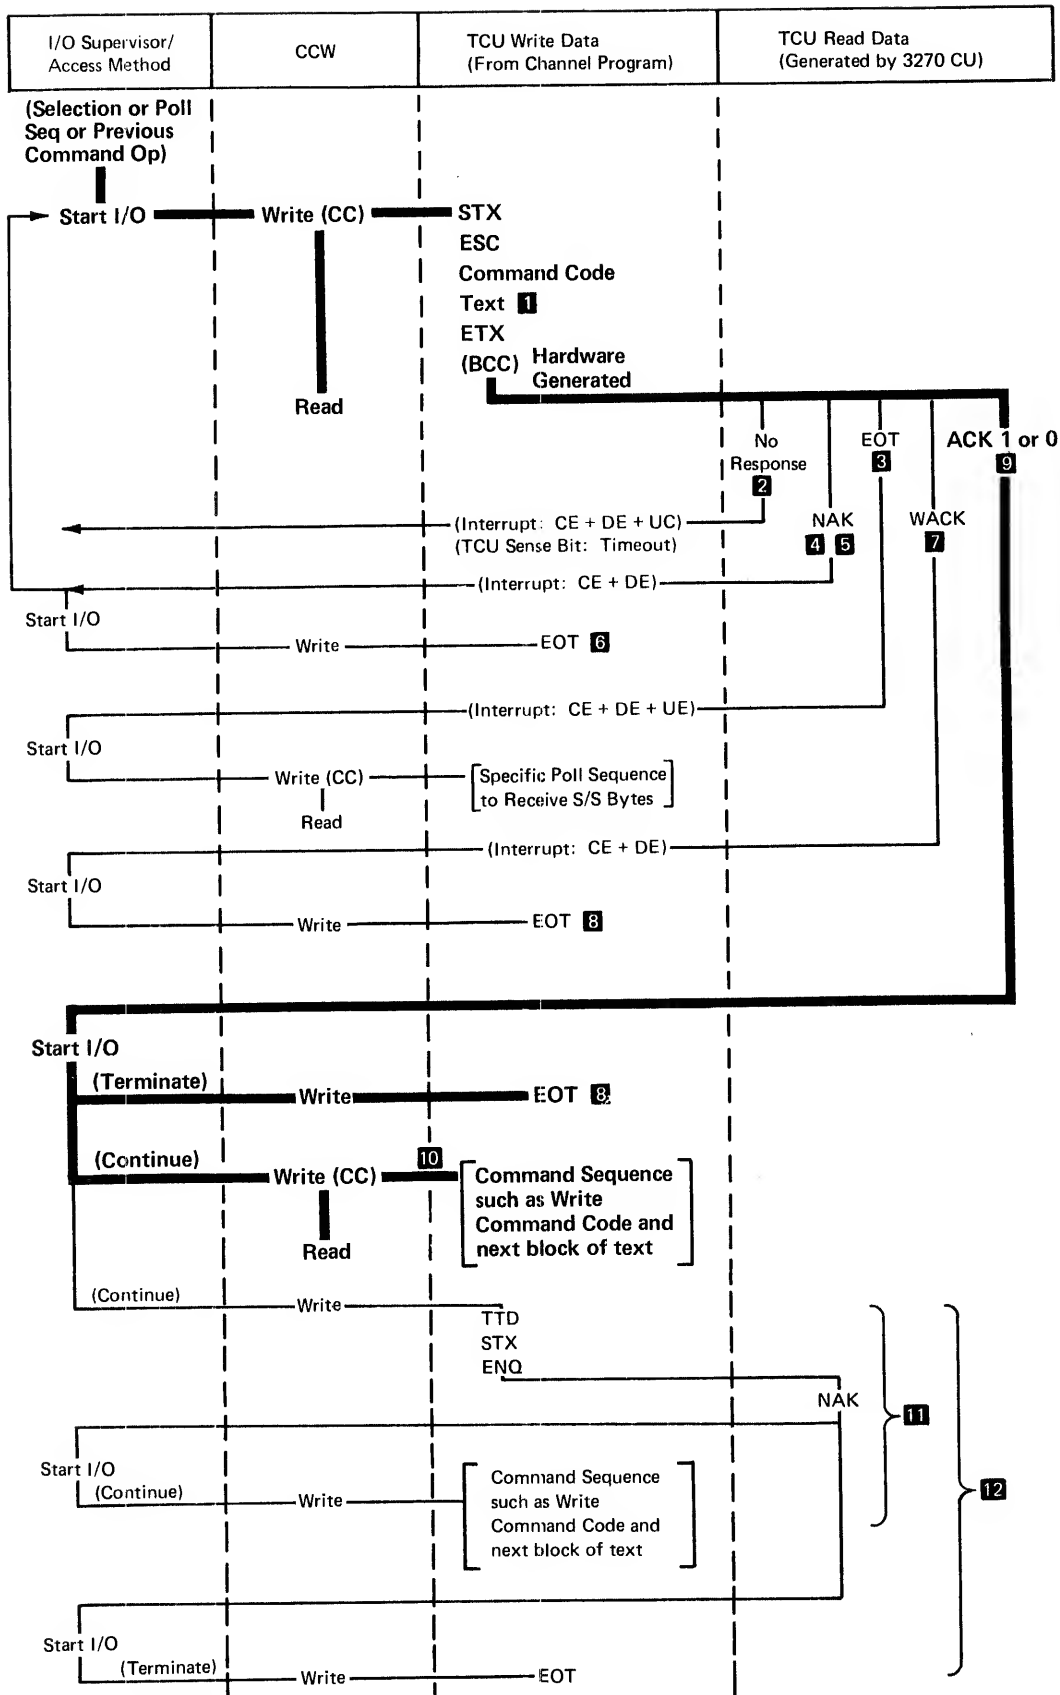 I/O Supervisor/
Access Method
CCW
TCU Write Data
(From Channel Program)
TCU Read Data
(Generated by 3270 CU)
(Selection or Poll
Seq or Previous
Command Op)
Start I/O
Write (CC)
STX
ESC
Command Code
Text 1
ETX
(BCC) Hardware
Generated
Read
No
Response
2
NAK
4 5
EOT
3
WACK
7
ACK 1 or 0
9
(Interrupt: CE + DE + UC)
(TCU Sense Bit: Timeout)
(Interrupt: CE + DE)
Start I/O
Write
EOT 6
(Interrupt: CE + DE + UE)
Start I/O
Write (CC)
Specific Poll Sequence
to Receive S/S Bytes
Read
(Interrupt: CE + DE)
Start I/O
Write
EOT 8
Start I/O
(Terminate)
Write
EOT 8
(Continue)
Write (CC)
10
Command Sequence
such as Write
Command Code and
next block of text
Read
(Continue)
Write
TTD
STX
ENQ
NAK
11
Start I/O
(Continue)
Write
Command Sequence
such as Write
Command Code and
next block of text
12
Start I/O
(Terminate)
Write
EOT